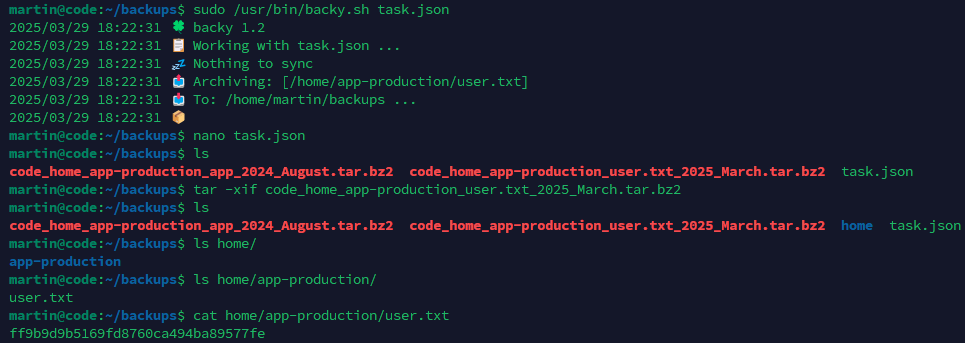 martin@code:~/backups$ sudo /usr/bin/backy.sh task.json
2025/03/29 18:22:31 🍀 backy 1.2
2025/03/29 18:22:31 📋 Working with task.json ...
2025/03/29 18:22:31 💤 Nothing to sync
2025/03/29 18:22:31 📤 Archiving: [/home/app-production/user.txt]
2025/03/29 18:22:31 📥 To: /home/martin/backups ...
2025/03/29 18:22:31 📦
martin@code:~/backups$ nano task.json
martin@code:~/backups$ ls
code_home_app-production_app_2024_August.tar.bz2  code_home_app-production_user.txt_2025_March.tar.bz2  task.json
martin@code:~/backups$ tar -xif code_home_app-production_user.txt_2025_March.tar.bz2
martin@code:~/backups$ ls
code_home_app-production_app_2024_August.tar.bz2  code_home_app-production_user.txt_2025_March.tar.bz2  home  task.json
martin@code:~/backups$ ls home/
app-production
martin@code:~/backups$ ls home/app-production/
user.txt
martin@code:~/backups$ cat home/app-production/user.txt
ff9b9d9b5169fd8760ca494ba89577fe